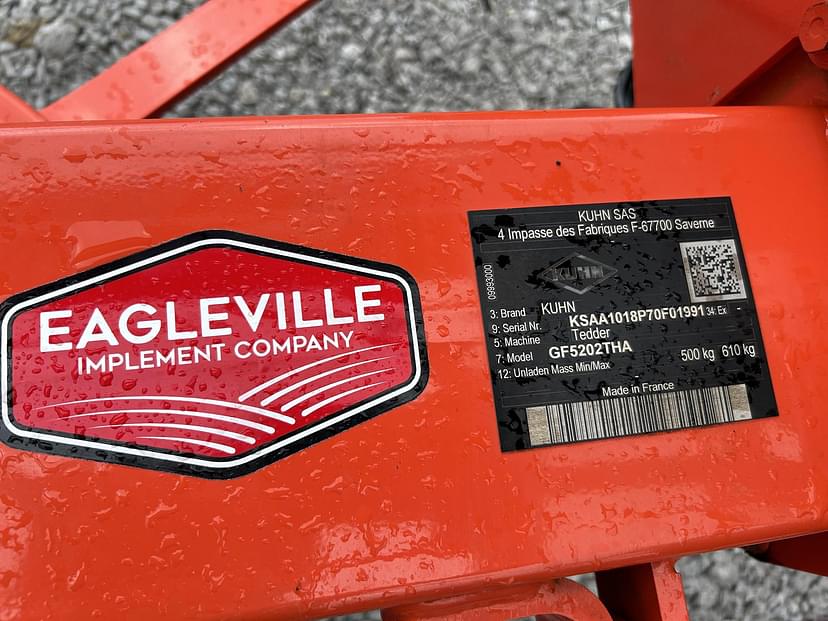 EAGLEVILLE
IMPLEMENT COMPANY
KUHN SAS
4 Impasse des Fabriques F-67700 Saverne
KUHN
09993000
3: Brand KUHN
9: Serial Nr. KSAA1018P70F01991 34: Ex
5: Machine Tedder
7: Model GF5202THA
12: Unladen Mass Min/Max 500 kg 610 kg
Made in France